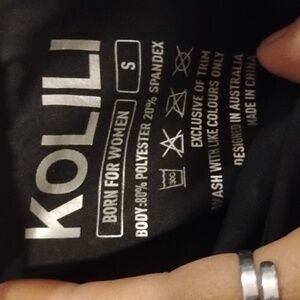 KOLILI
S
BORN FOR WOMEN
BODY:80% POLYESTER 20% SPANDEX
30C
EXCLUSIVE OF TRIM
WASH WITH LIKE COLOURS ONLY
DESIGNED IN AUSTRALIA
MADE IN CHINA